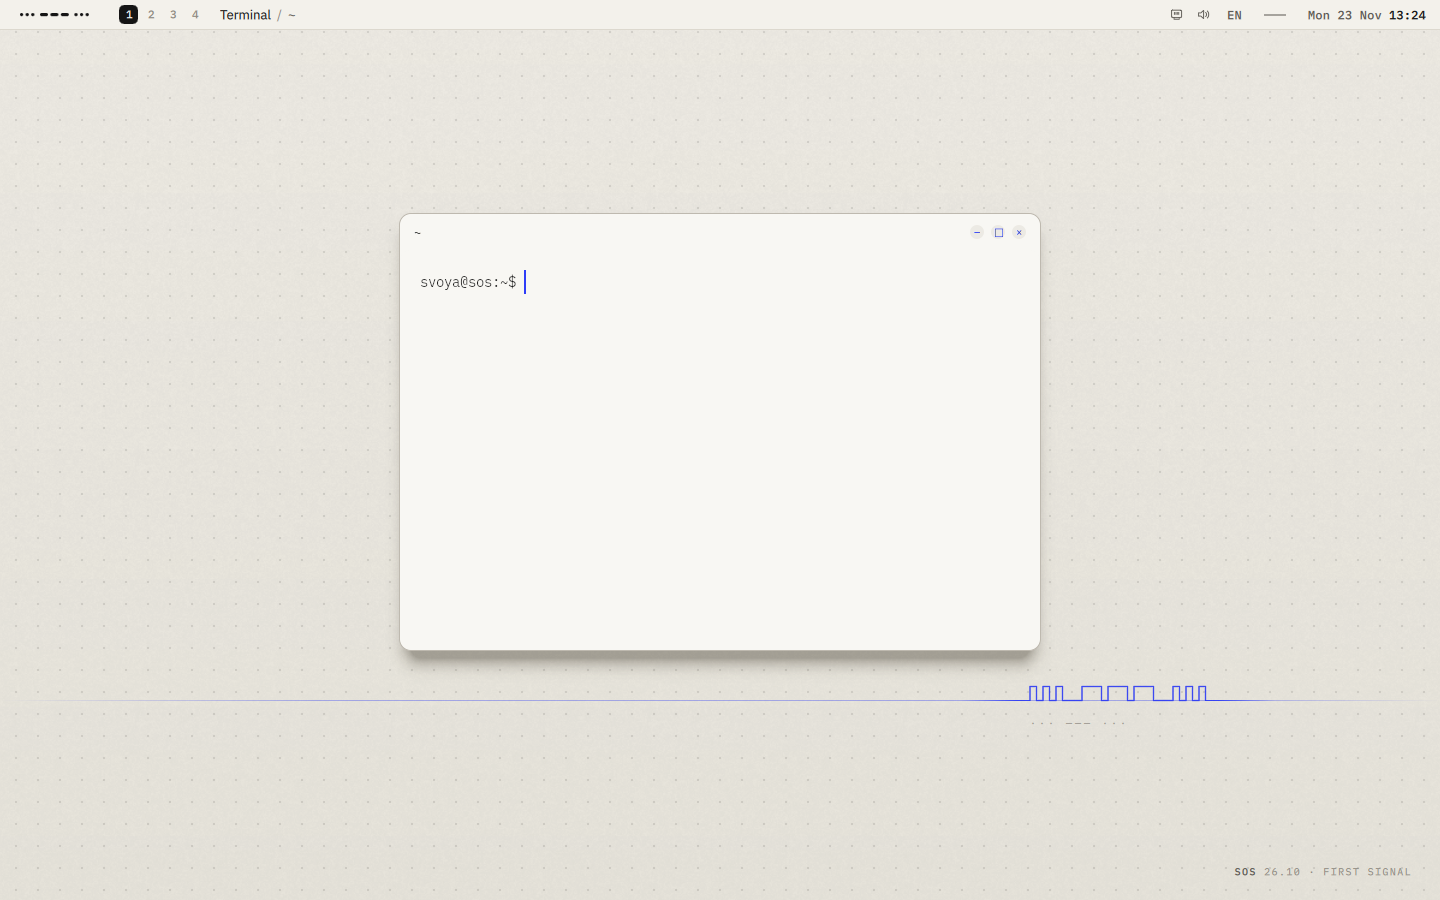 1 2 3 4 Terminal / ~ EN Mon 23 Nov 13:24
~
svoya@sos:~$
... ——— ...
SOS 26.10 · FIRST SIGNAL